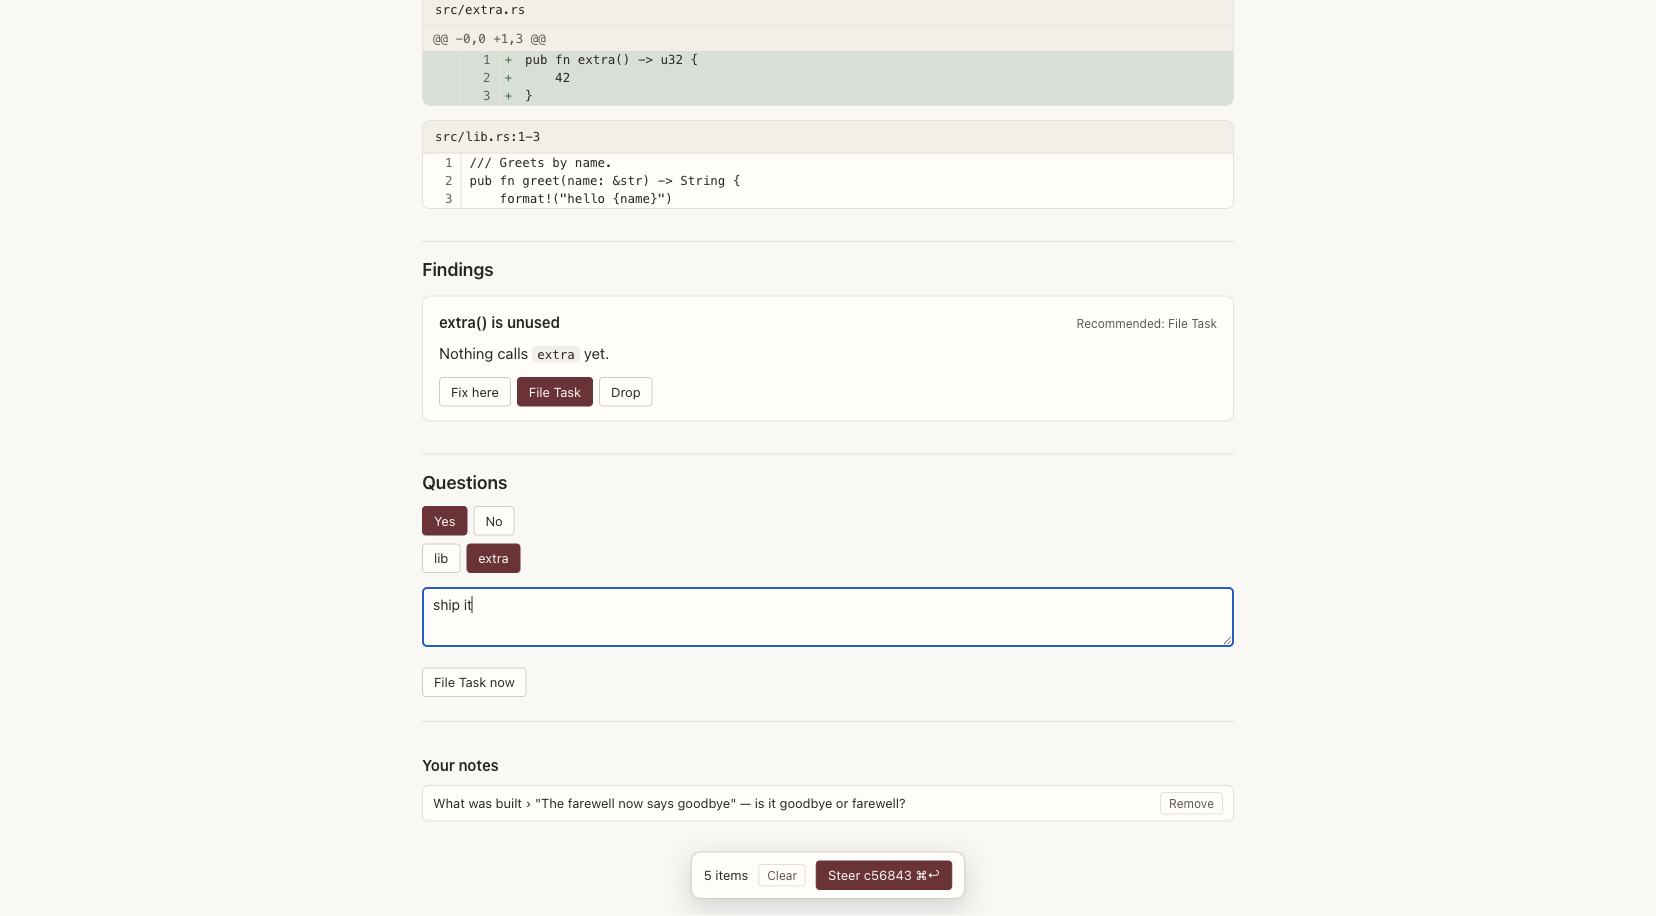 src/extra.rs
@@ -0,0 +1,3 @@
1 + pub fn extra() -> u32 {
2 +     42
3 + }
src/lib.rs:1-3
1 /// Greets by name.
2 pub fn greet(name: &str) -> String {
3     format!("hello {name}")
Findings
extra() is unused Recommended: File Task
Nothing calls extra yet.
Fix here File Task Drop
Questions
Yes No
lib extra
ship it
File Task now
Your notes
What was built › "The farewell now says goodbye" — is it goodbye or farewell? Remove
5 items Clear Steer c56843 ⌘↩